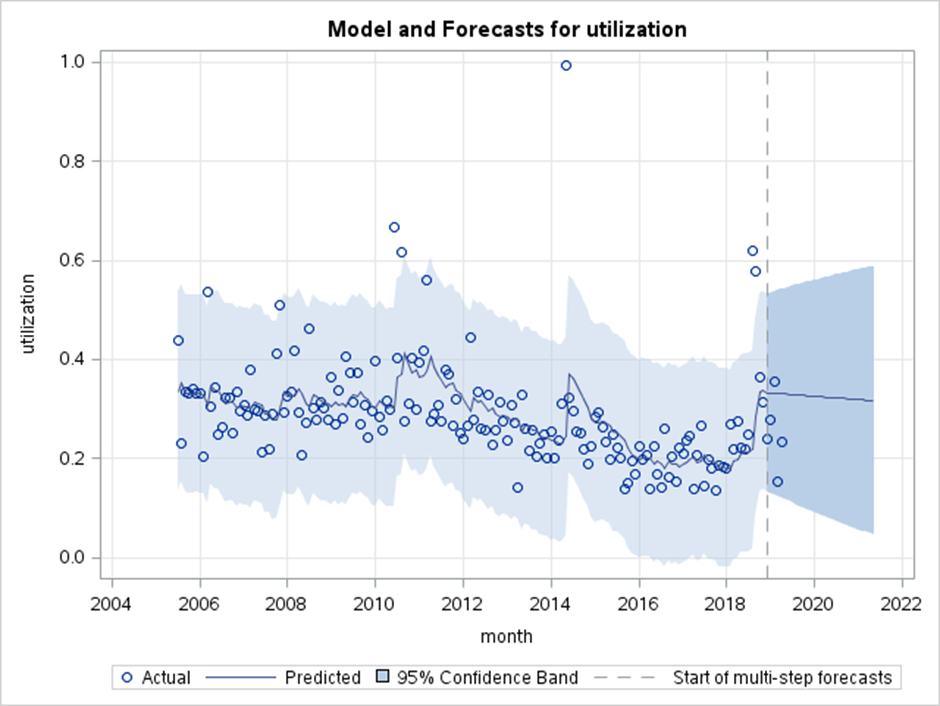 Model and Forecasts for utilization
1.0
0.8
0.6
0.4
0.2
0.0
utilization
2004 2006 2008 2010 2012 2014 2016 2018 2020 2022
month
Actual Predicted 95% Confidence Band Start of multi-step forecasts